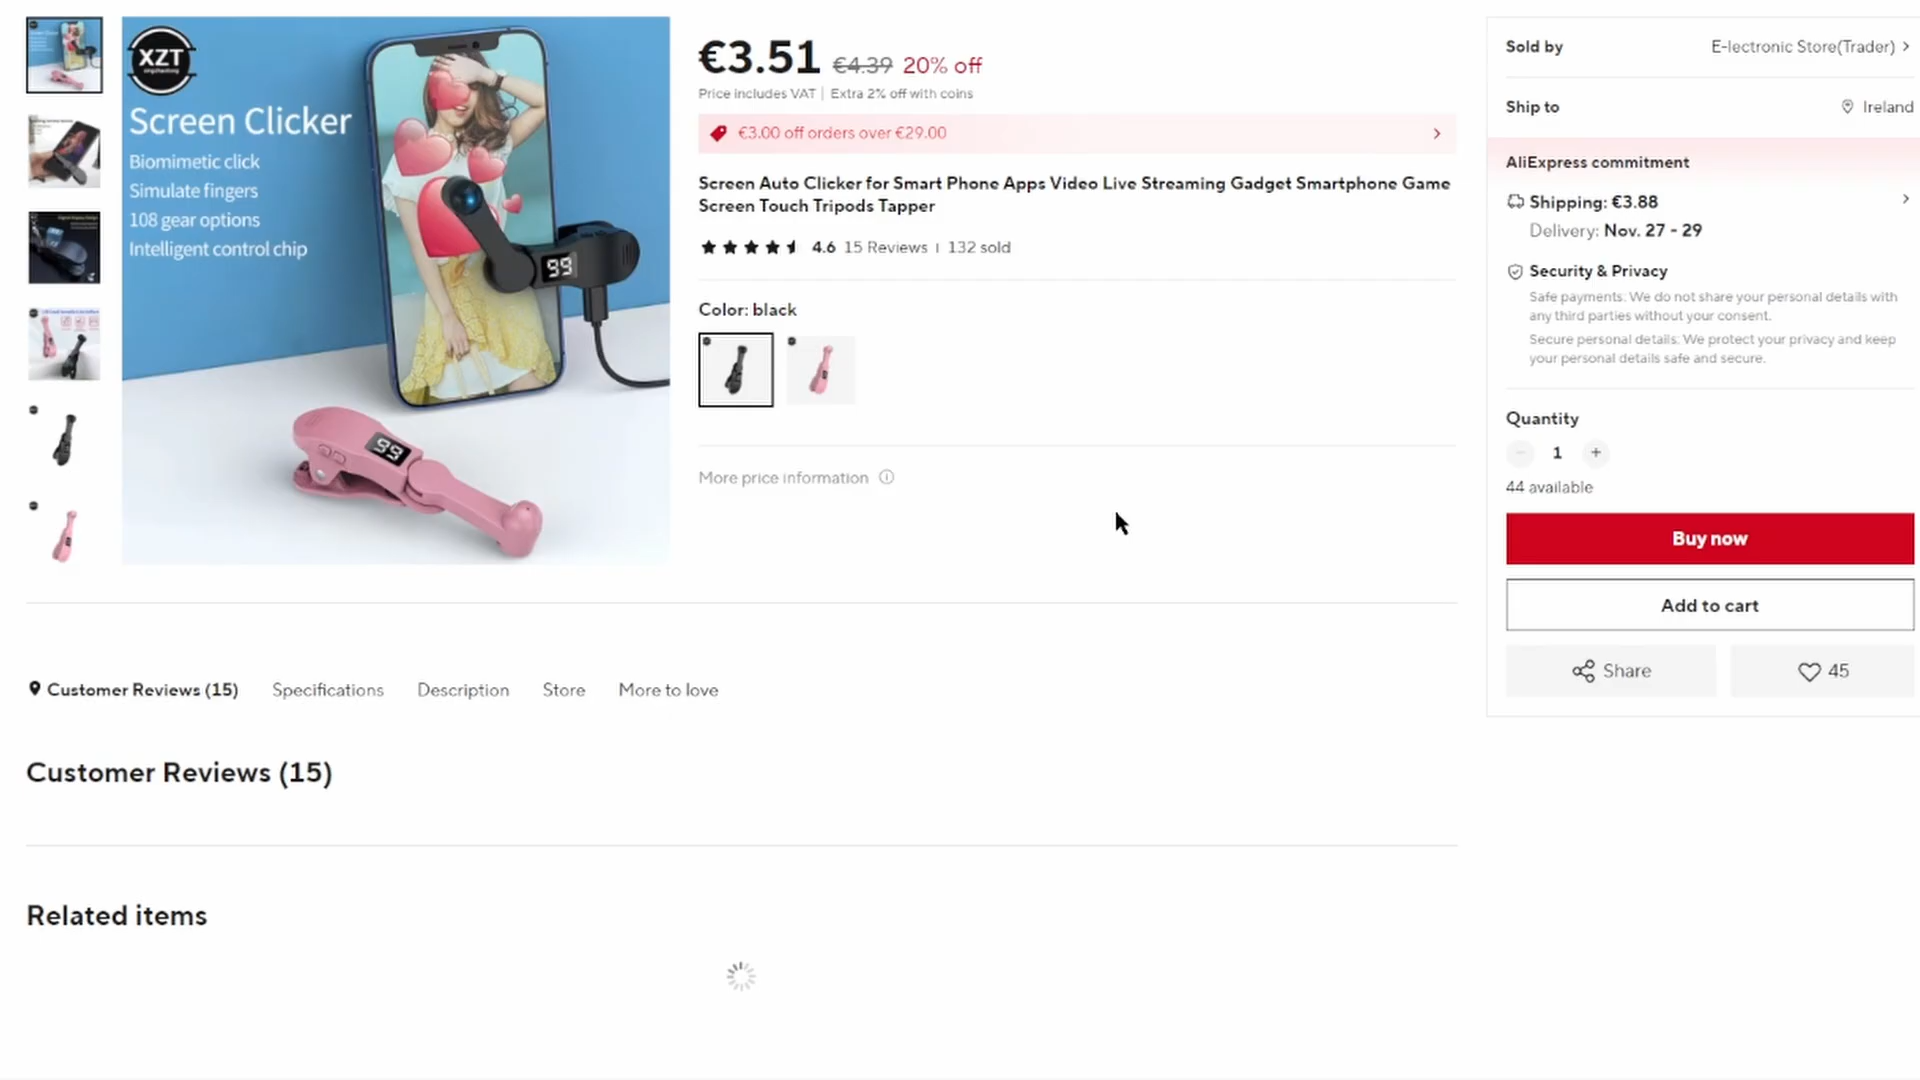 XZT
Screen Clicker
Biomimetic click
Simulate fingers
108 gear options
Intelligent control chip
99
99
€3.51 €4.39 20% off
Price includes VAT | Extra 2% off with coins
€3.00 off orders over €29.00
Screen Auto Clicker for Smart Phone Apps Video Live Streaming Gadget Smartphone Game
Screen Touch Tripods Tapper
4.6 15 Reviews | 132 sold
Color: black
More price information
Sold by E-lectronic Store(Trader)
Ship to Ireland
AliExpress commitment
Shipping: €3.88
Delivery: Nov. 27 - 29
Security & Privacy
Safe payments: We do not share your personal details with
any third parties without your consent.
Secure personal details: We protect your privacy and keep
your personal details safe and secure.
Quantity
- 1 +
44 available
Buy now
Add to cart
Share 45
Customer Reviews (15) Specifications Description Store More to love
Customer Reviews (15)
Related items